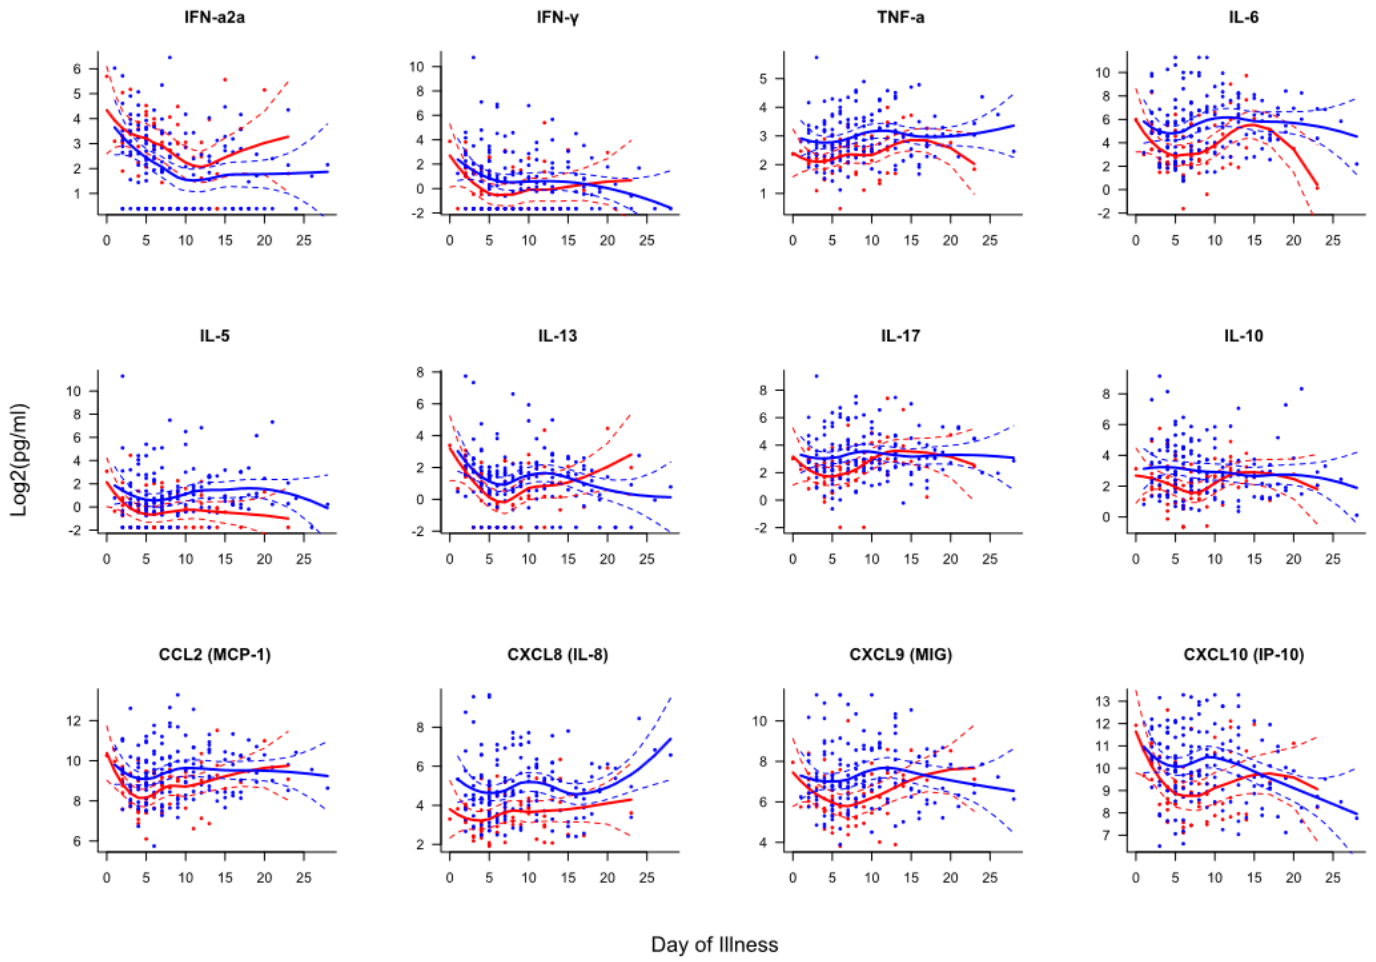 IFN-a2a
6
5
4
3
2
1
0 5 10 15 20 25
IFN-γ
10
8
6
4
2
0
-2
0 5 10 15 20 25
TNF-a
5
4
3
2
1
0 5 10 15 20 25
IL-6
10
8
6
4
2
0
-2
0 5 10 15 20 25
Log2(pg/ml)
IL-5
10
8
6
4
2
0
-2
0 5 10 15 20 25
IL-13
8
6
4
2
0
-2
0 5 10 15 20 25
IL-17
8
6
4
2
0
-2
0 5 10 15 20 25
IL-10
8
6
4
2
0
0 5 10 15 20 25
CCL2 (MCP-1)
12
10
8
6
0 5 10 15 20 25
CXCL8 (IL-8)
8
6
4
2
0 5 10 15 20 25
CXCL9 (MIG)
10
8
6
4
0 5 10 15 20 25
CXCL10 (IP-10)
13
12
11
10
9
8
7
0 5 10 15 20 25
Day of Illness